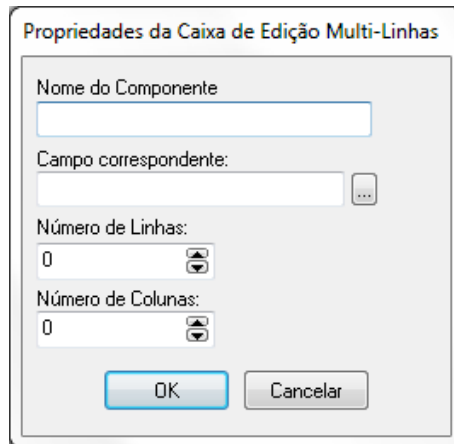 Propriedades da Caixa de Edição Multi-Linhas
Nome do Componente
Campo correspondente:
...
Número de Linhas:
0
Número de Colunas:
0
OK
Cancelar